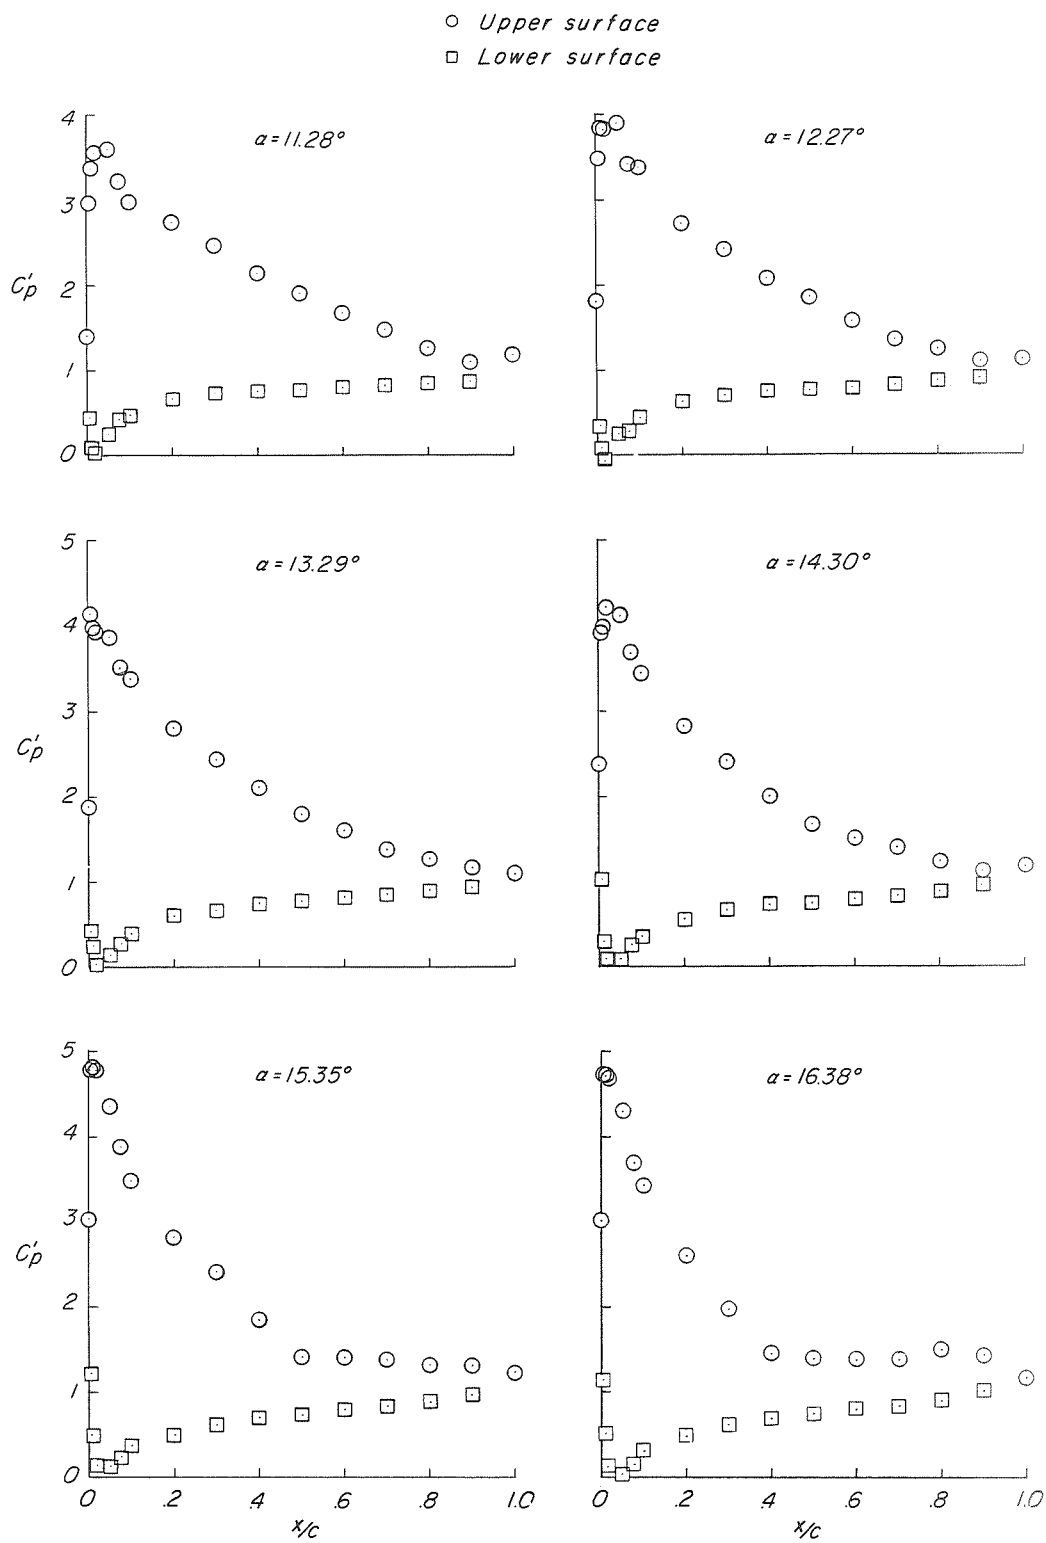 ○ Upper surface
□ Lower surface
α = 11.28°
α = 12.27°
4
3
C'p 2
1
0
α = 13.29°
α = 14.30°
5
4
3
C'p
2
1
0
α = 15.35°
α = 16.38°
5
4
3
C'p
2
1
0
0 .2 .4 .6 .8 1.0
0 .2 .4 .6 .8 1.0
x/c
x/c